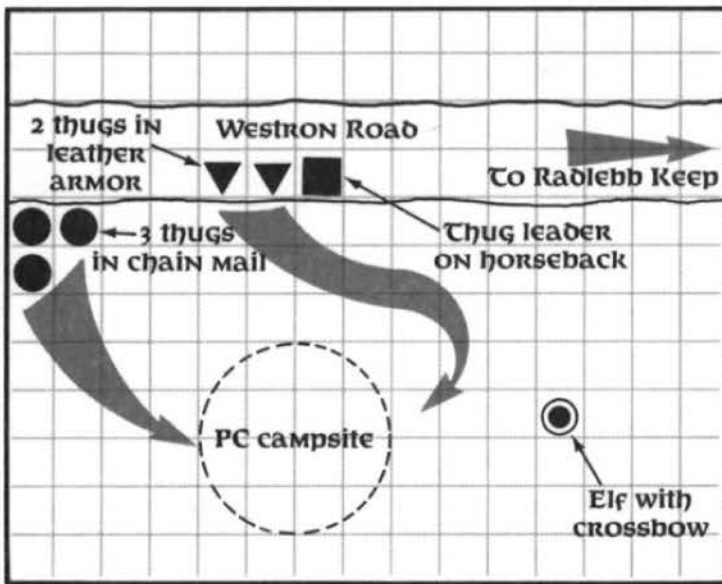 2 thugs in
leather
armor
Westron Road
To Radlebb Keep
3 thugs
in chain mail
Thug leader
on horseback
PC campsite
Elf with
crossbow